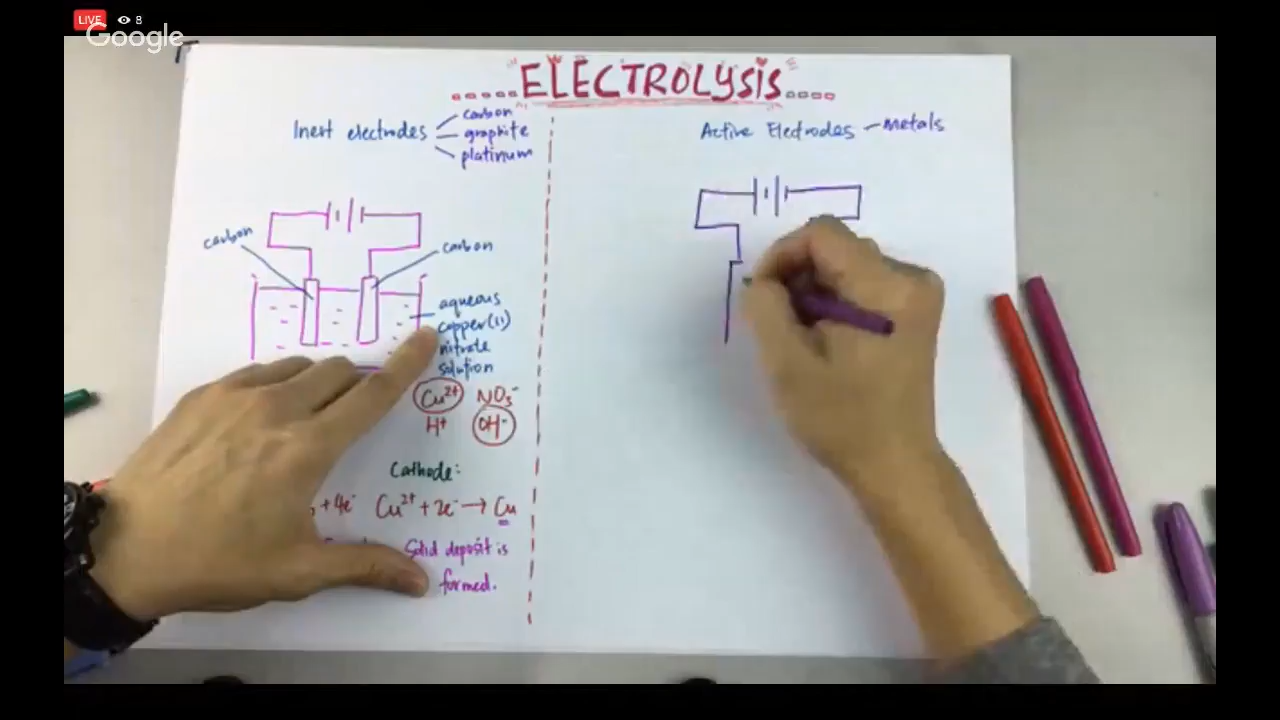 LIVE 8
Google
ELECTROLYSIS
Inert electrodes
carbon
graphite
platinum
carbon
carbon
aqueous
copper(II)
nitrate
solution
Cu²⁺ NO₃⁻
H⁺ OH⁻
Cathode:
+4e⁻ Cu²⁺ + 2e⁻ → Cu
Solid deposit is
formed.
Active Electrodes – metals